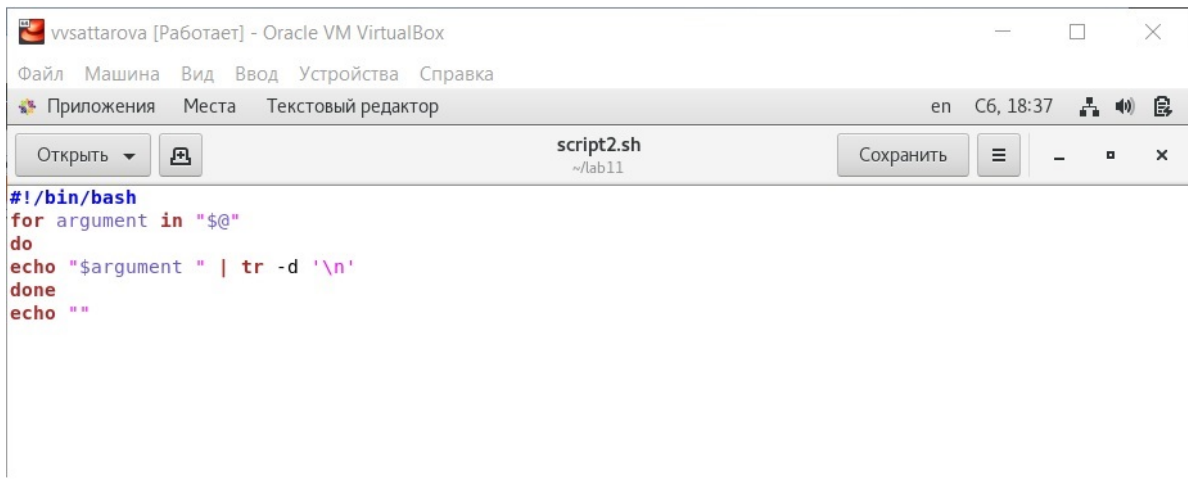 vvsattarova [Работает] - Oracle VM VirtualBox
Файл Машина Вид Ввод Устройства Справка
Приложения Места Текстовый редактор en Сб, 18:37
Открыть script2.sh Сохранить
~/lab11
#!/bin/bash
for argument in "$@"
do
echo "$argument " | tr -d '\n'
done
echo ""